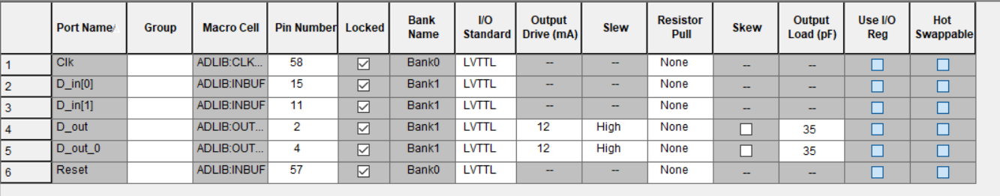 Port Name Group Macro Cell Pin Number Locked Bank Name I/O Standard Output Drive (mA) Slew Resistor Pull Skew Output Load (pF) Use I/O Reg Hot Swappable
1 Clk ADLIB:CLK... 58 Bank0 LVTTL -- -- None -- --
2 D_in[0] ADLIB:INBUF 15 Bank1 LVTTL -- -- None -- --
3 D_in[1] ADLIB:INBUF 11 Bank1 LVTTL -- -- None -- --
4 D_out ADLIB:OUT... 2 Bank1 LVTTL 12 High None 35
5 D_out_0 ADLIB:OUT... 4 Bank1 LVTTL 12 High None 35
6 Reset ADLIB:INBUF 57 Bank0 LVTTL -- -- None -- --